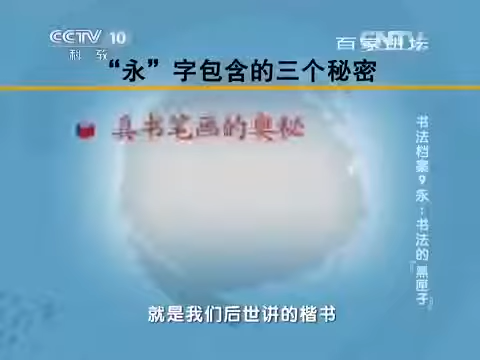 CCTV 10
科教
CNTV
百家讲坛
“永”字包含的三个秘密
真书笔画的奥秘
书法档案9 永：书法的“黑匣子”
就是我们后世讲的楷书